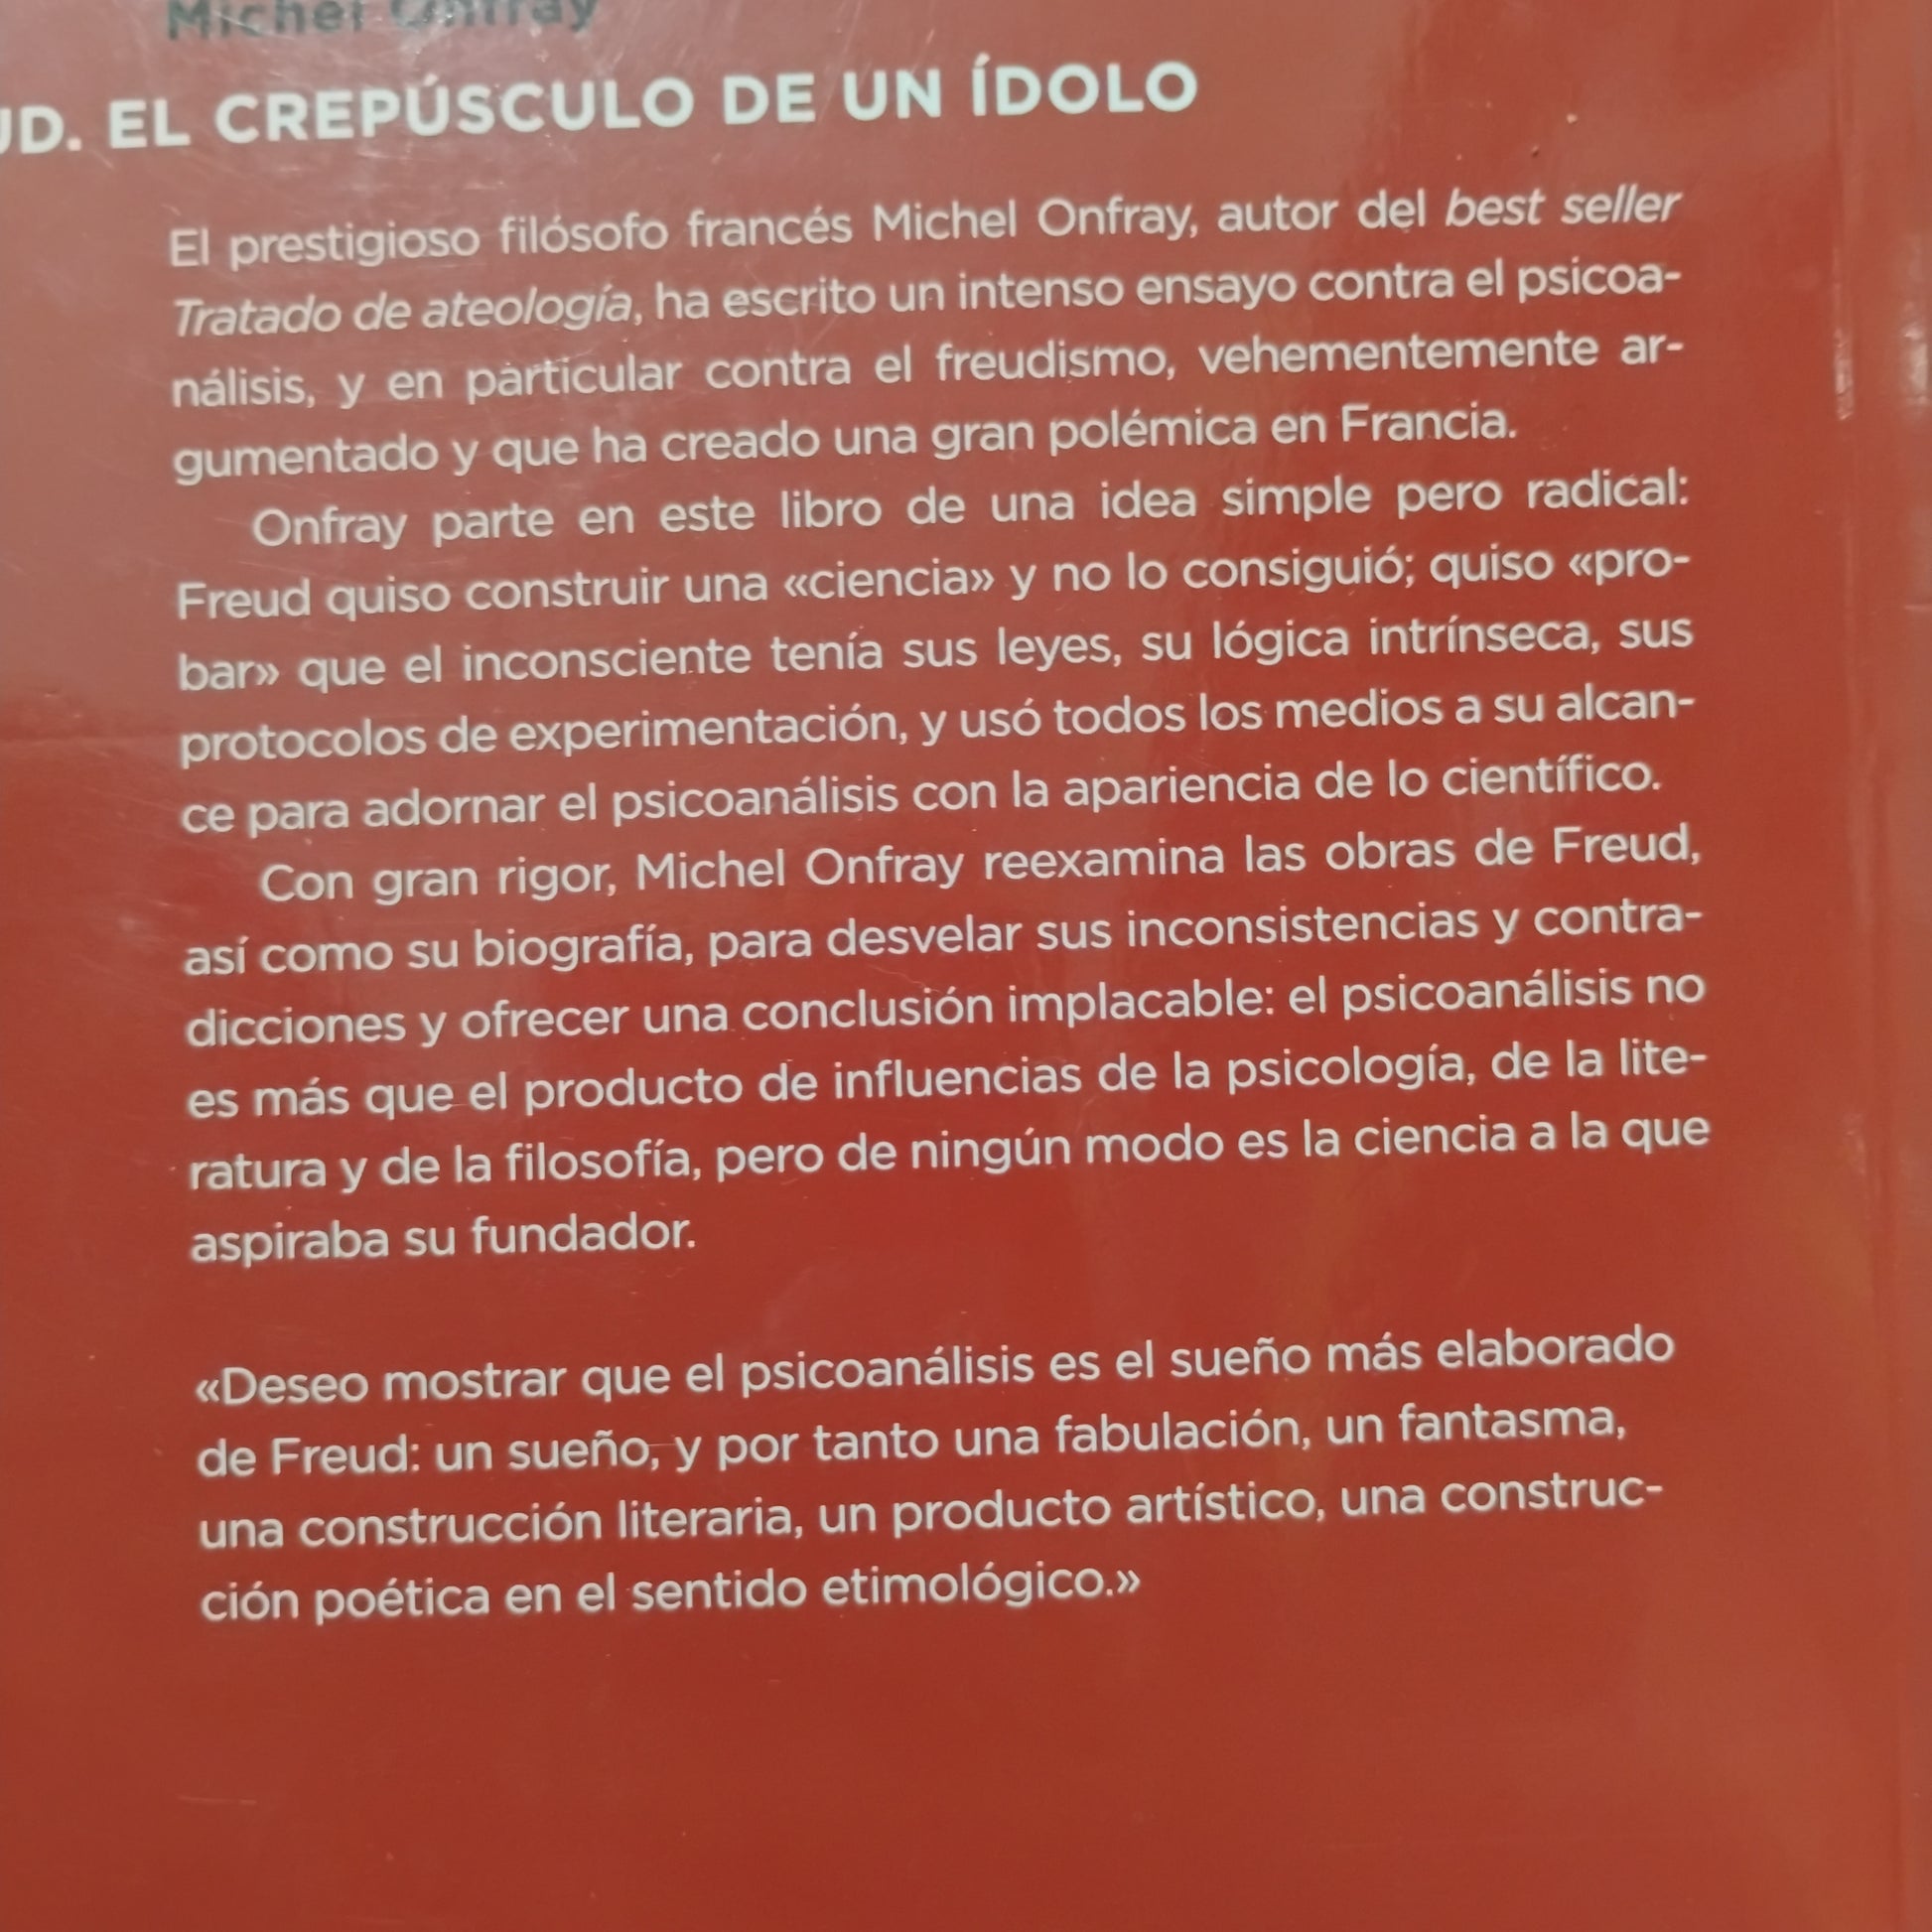 Michel Onfray
UD. EL CREPÚSCULO DE UN ÍDOLO
El prestigioso filósofo francés Michel Onfray, autor del best seller
Tratado de ateología, ha escrito un intenso ensayo contra el psicoa-
nálisis, y en particular contra el freudismo, vehementemente ar-
gumentado y que ha creado una gran polémica en Francia.
Onfray parte en este libro de una idea simple pero radical:
Freud quiso construir una «ciencia» y no lo consiguió; quiso «pro-
bar» que el inconsciente tenía sus leyes, su lógica intrínseca, sus
protocolos de experimentación, y usó todos los medios a su alcan-
ce para adornar el psicoanálisis con la apariencia de lo científico.
Con gran rigor, Michel Onfray reexamina las obras de Freud,
así como su biografía, para desvelar sus inconsistencias y contra-
dicciones y ofrecer una conclusión implacable: el psicoanálisis no
es más que el producto de influencias de la psicología, de la lite-
ratura y de la filosofía, pero de ningún modo es la ciencia a la que
aspiraba su fundador.
«Deseo mostrar que el psicoanálisis es el sueño más elaborado
de Freud: un sueño, y por tanto una fabulación, un fantasma,
una construcción literaria, un producto artístico, una construc-
ción poética en el sentido etimológico.»